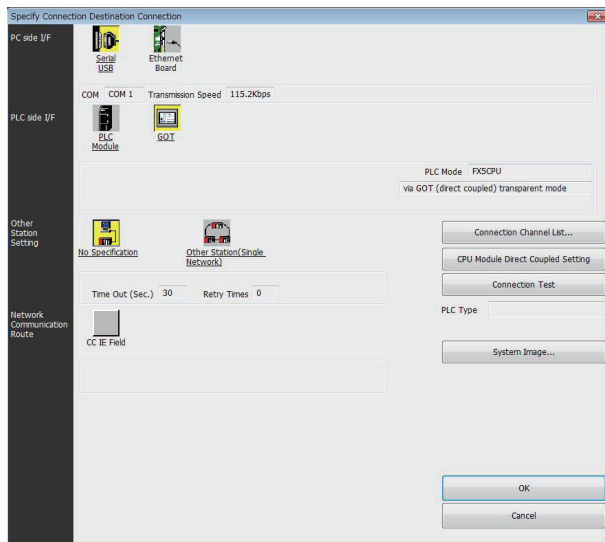 Specify Connection Destination Connection
PC side I/F
Serial
USB
Ethernet
Board
COM COM 1 Transmission Speed 115.2Kbps
PLC side I/F
PLC
Module
GOT
PLC Mode FX5CPU
via GOT (direct coupled) transparent mode
Other
Station
Setting
No Specification
Other Station(Single
Network)
Connection Channel List...
CPU Module Direct Coupled Setting
Time Out (Sec.) 30 Retry Times 0
Connection Test
Network
Communication
Route
CC IE Field
PLC Type
System Image...
OK
Cancel